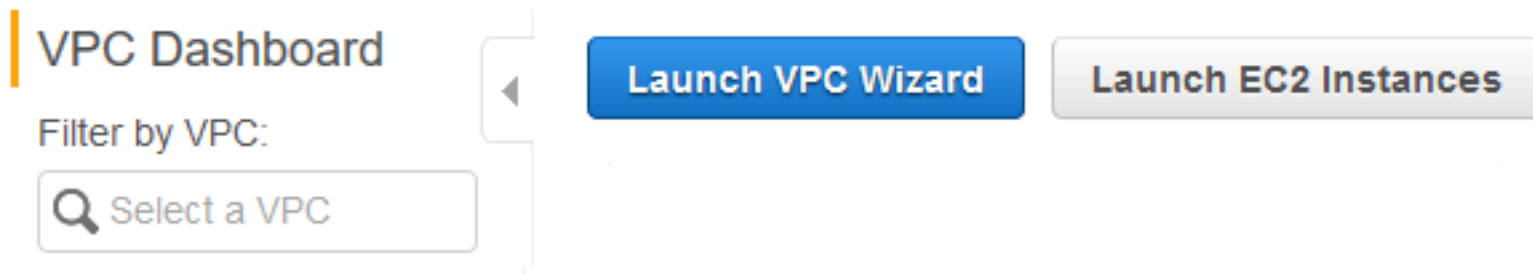 VPC Dashboard
Filter by VPC:
Select a VPC
Launch VPC Wizard
Launch EC2 Instances